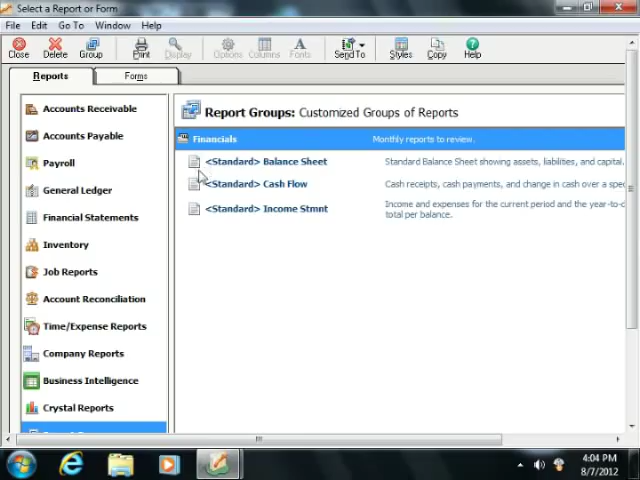 Select a Report or Form
File Edit Go To Window Help
Close Delete Group Print Display Options Columns Fonts Send To Styles Copy Help
Reports Forms
Accounts Receivable
Accounts Payable
Payroll
General Ledger
Financial Statements
Inventory
Job Reports
Account Reconciliation
Time/Expense Reports
Company Reports
Business Intelligence
Crystal Reports
Report Groups: Customized Groups of Reports
Financials Monthly reports to review.
<Standard> Balance Sheet Standard Balance Sheet showing assets, liabilities, and capital.
<Standard> Cash Flow Cash receipts, cash payments, and change in cash over a spec
<Standard> Income Stmnt Income and expenses for the current period and the year-to-d
total per balance.
4:04 PM
8/7/2012